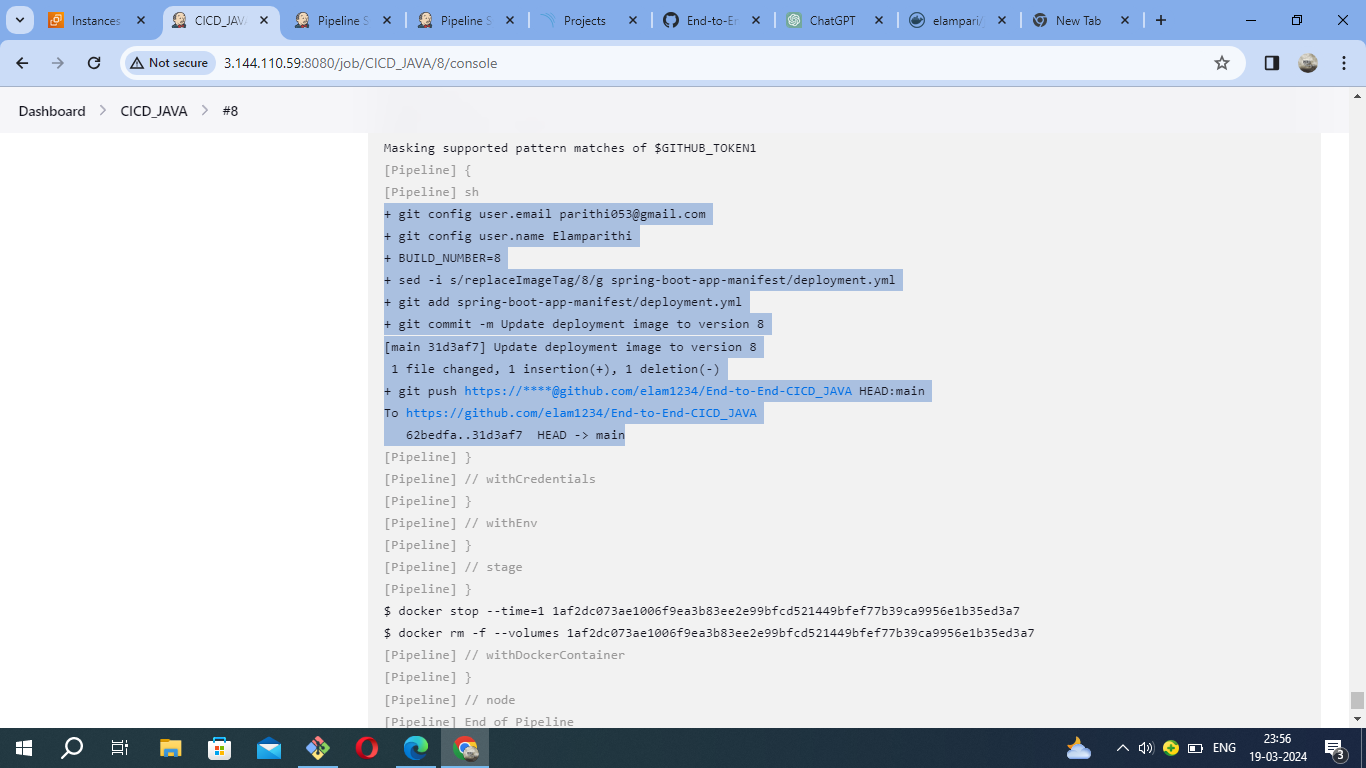 Instances
CICD_JAV
Pipeline S
Pipeline S
Projects
End-to-En
ChatGPT
elampari/
New Tab
Not secure
3.144.110.59:8080/job/CICD_JAVA/8/console
Dashboard
CICD_JAVA
#8
Masking supported pattern matches of $GITHUB_TOKEN1
[Pipeline] {
[Pipeline] sh
+ git config user.email parithi053@gmail.com
+ git config user.name Elamparithi
+ BUILD_NUMBER=8
+ sed -i s/replaceImageTag/8/g spring-boot-app-manifest/deployment.yml
+ git add spring-boot-app-manifest/deployment.yml
+ git commit -m Update deployment image to version 8
[main 31d3af7] Update deployment image to version 8
1 file changed, 1 insertion(+), 1 deletion(-)
+ git push https://****@github.com/elam1234/End-to-End-CICD_JAVA HEAD:main
To https://github.com/elam1234/End-to-End-CICD_JAVA
62bedfa..31d3af7 HEAD -> main
[Pipeline] }
[Pipeline] // withCredentials
[Pipeline] }
[Pipeline] // withEnv
[Pipeline] }
[Pipeline] // stage
[Pipeline] }
$ docker stop --time=1 1af2dc073ae1006f9ea3b83ee2e99bfcd521449bfef77b39ca9956e1b35ed3a7
$ docker rm -f --volumes 1af2dc073ae1006f9ea3b83ee2e99bfcd521449bfef77b39ca9956e1b35ed3a7
[Pipeline] // withDockerContainer
[Pipeline] }
[Pipeline] // node
[Pipeline] End of Pipeline
ENG
23:56
19-03-2024
3